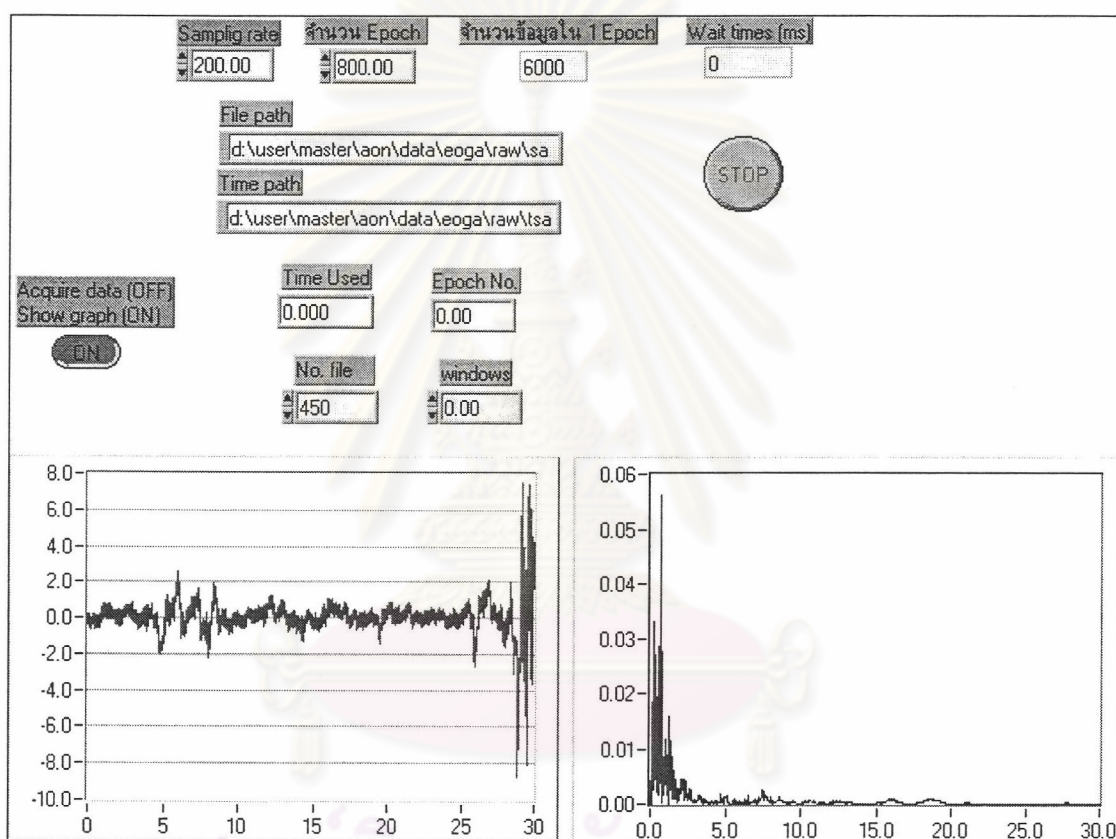 Samplig rate จำนวน Epoch จำนวนข้อมูลใน 1 Epoch Wait times (ms)
200.00 800.00 6000 0
File path
d:\user\master\aon\data\eoga\raw\sa
STOP
Time path
d:\user\master\aon\data\eoga\raw\tsa
Acquire data (OFF)
Show graph (ON)
ON
Time Used Epoch No.
0.000 0.00
No. file windows
450 0.00
8.0
6.0
4.0
2.0
0.0
-2.0
-4.0
-6.0
-8.0
-10.0
0 5 10 15 20 25 30
0.06
0.05
0.04
0.03
0.02
0.01
0.00
0.0 5.0 10.0 15.0 20.0 25.0 30.0